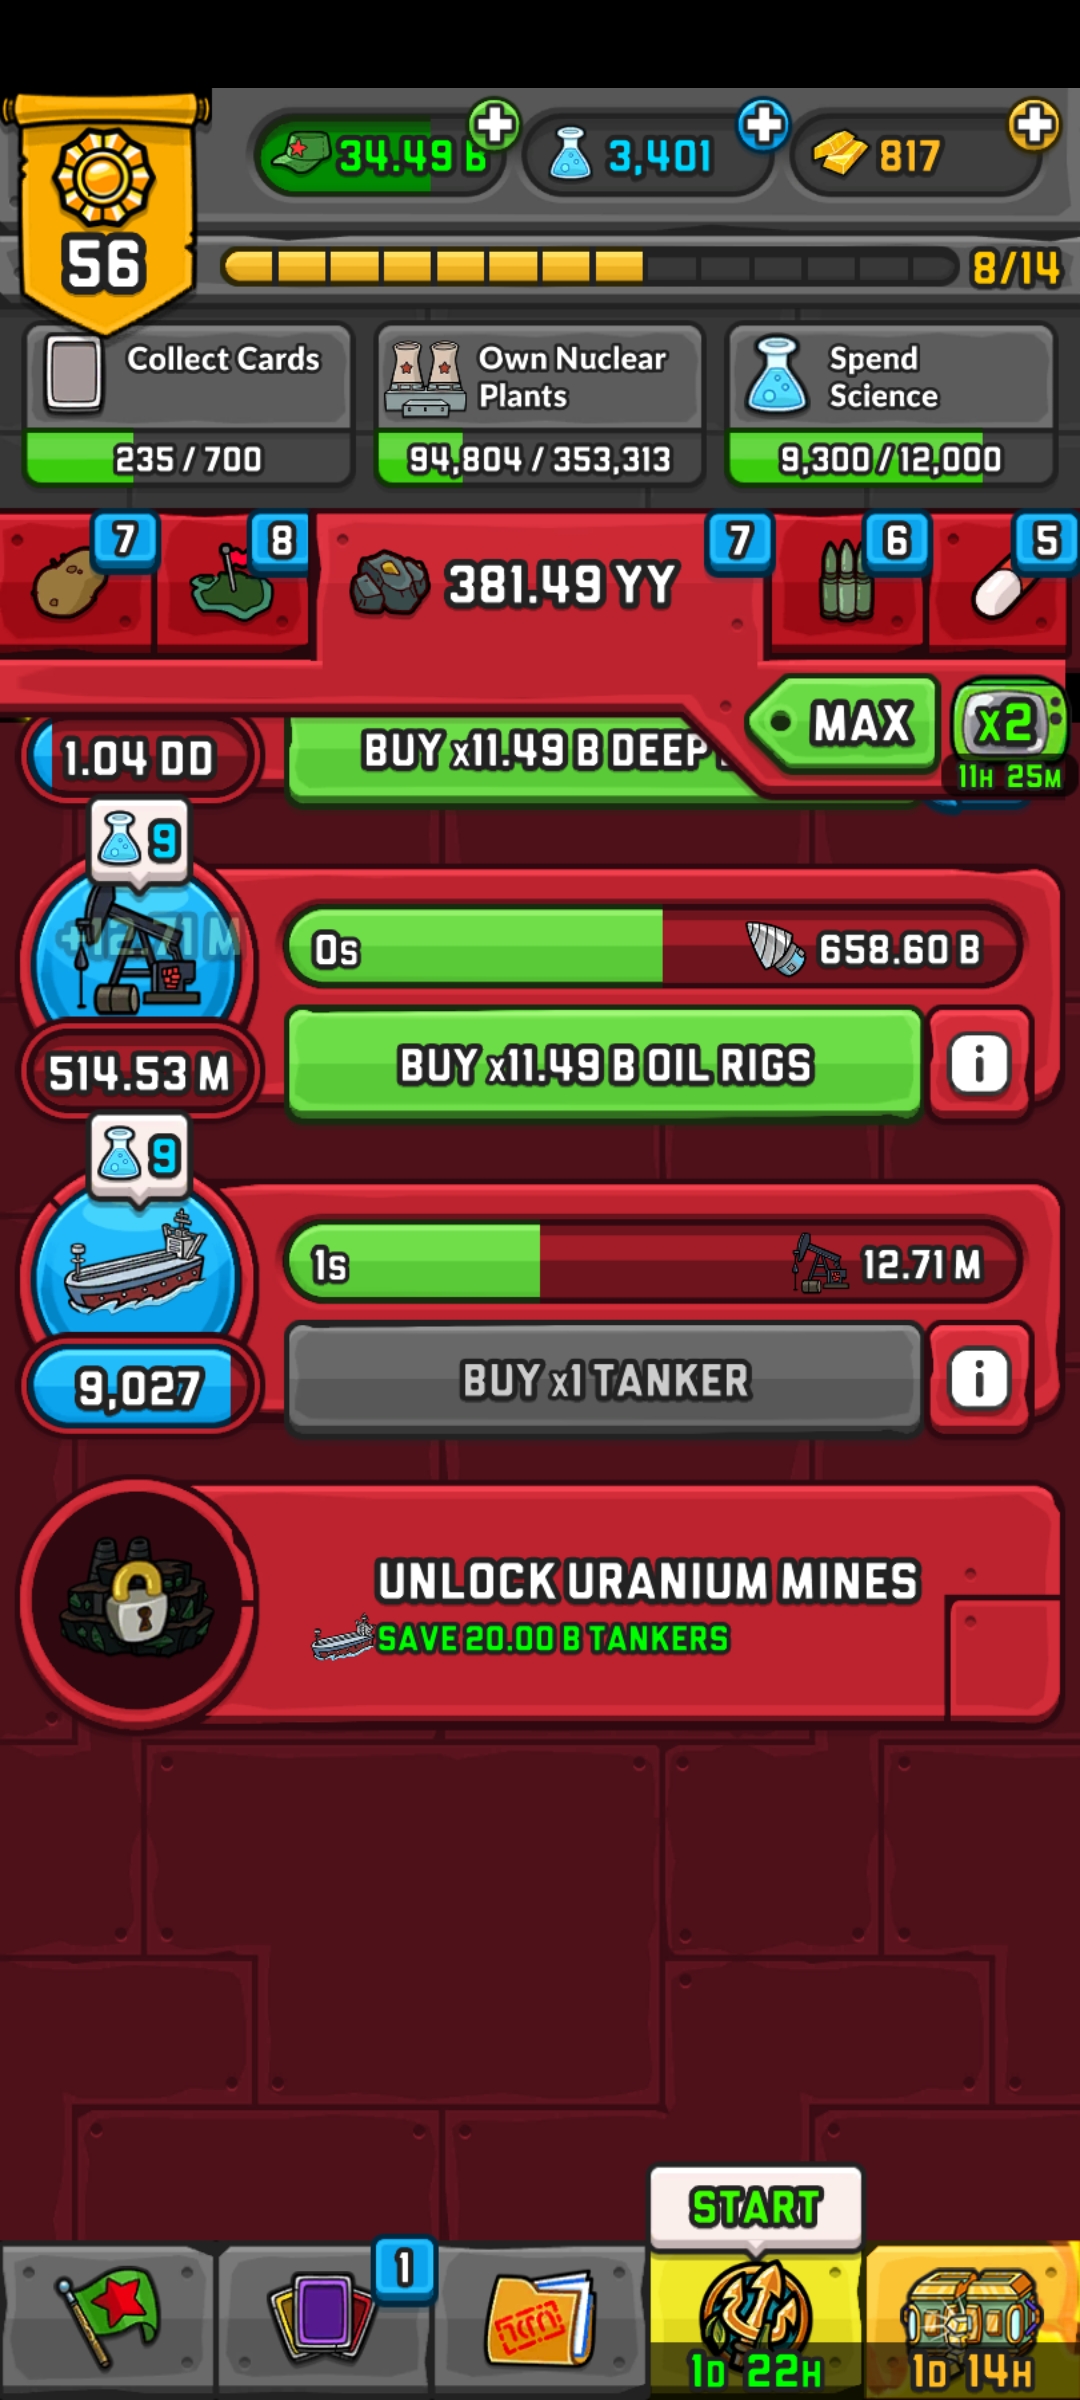 56
34.49 B
3,401
817
8/14
Collect Cards
235 / 700
Own Nuclear
Plants
94,804 / 353,313
Spend
Science
9,300 / 12,000
7
8
381.49 YY
7
6
5
MAX
x2
11H 25M
1.04 DD
BUY x11.49 B DEEP
9
+12.71 M
0s
658.60 B
514.53 M
BUY x11.49 B OIL RIGS
i
9
1s
12.71 M
9,027
BUY x1 TANKER
i
UNLOCK URANIUM MINES
SAVE 20.00 B TANKERS
START
1
1D 22H
1D 14H